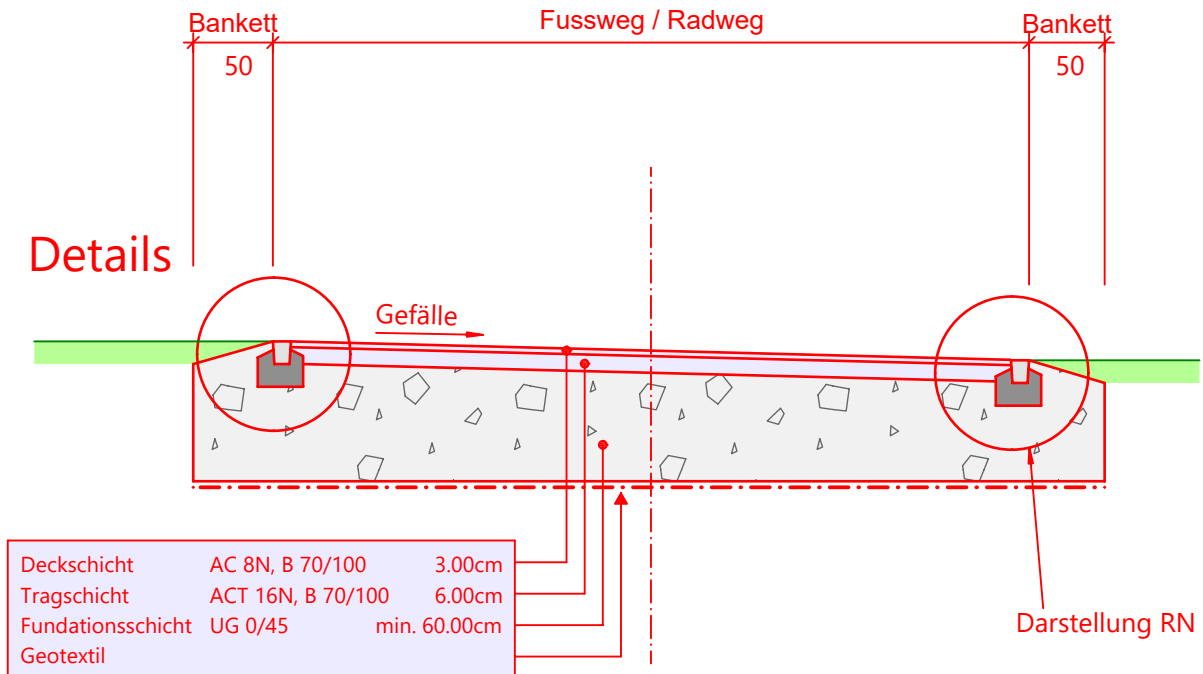 Bankett Fussweg / Radweg Bankett
50 50
Details
Gefälle
Deckschicht AC 8N, B 70/100 3.00cm
Tragschicht ACT 16N, B 70/100 6.00cm
Fundationsschicht UG 0/45 min. 60.00cm
Geotextil
Darstellung RN